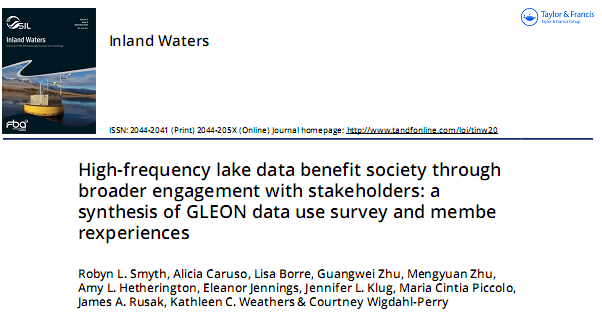 SIL
Inland Waters
fba
Inland Waters
Taylor & Francis
Taylor & Francis Group
ISSN: 2044-2041 (Print) 2044-205X (Online) Journal homepage: http://www.tandfonline.com/loi/tinw20
High-frequency lake data benefit society through
broader engagement with stakeholders: a
synthesis of GLEON data use survey and membe
rexperiences
Robyn L. Smyth, Alicia Caruso, Lisa Borre, Guangwei Zhu, Mengyuan Zhu,
Amy L. Hetherington, Eleanor Jennings, Jennifer L. Klug, Maria Cintia Piccolo,
James A. Rusak, Kathleen C. Weathers & Courtney Wigdahl-Perry